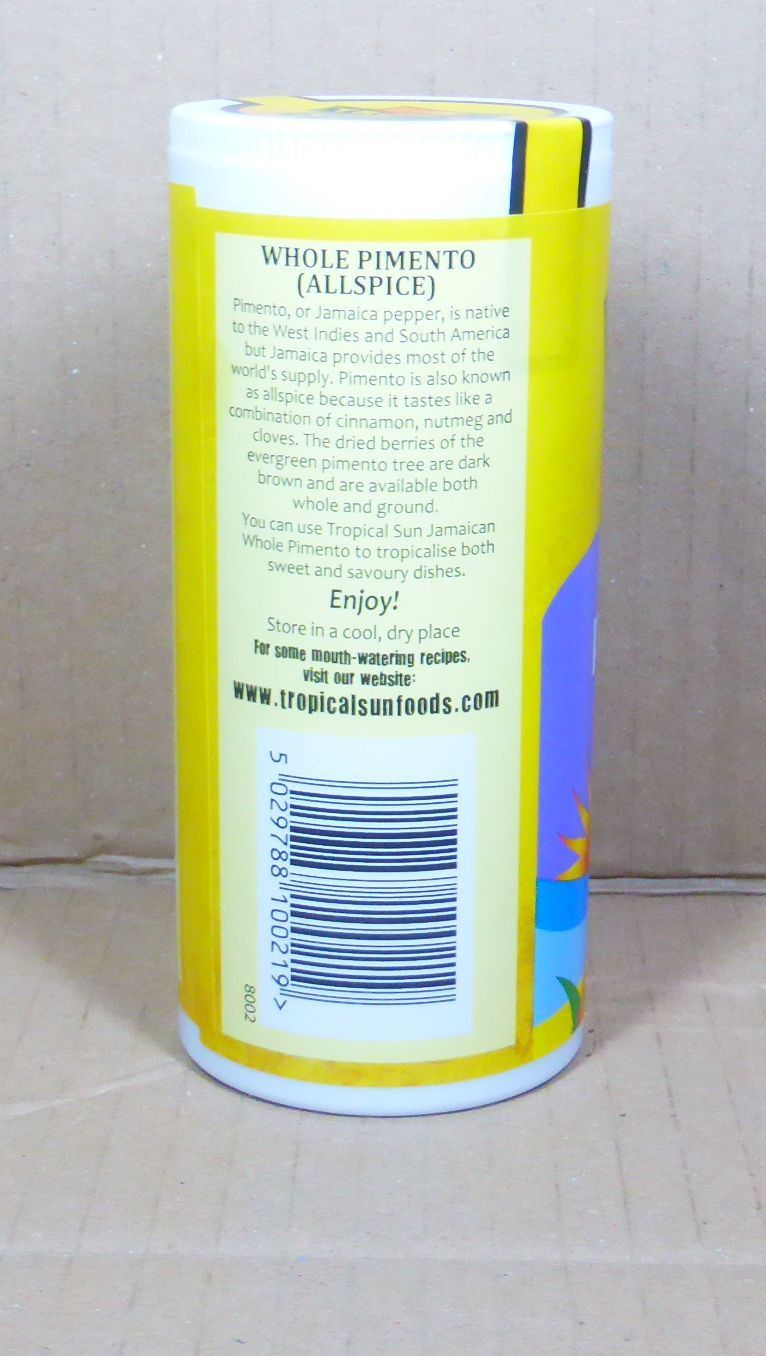 WHOLE PIMENTO
(ALLSPICE)
Pimento, or Jamaica pepper, is native
to the West Indies and South America
but Jamaica provides most of the
world's supply. Pimento is also known
as allspice because it tastes like a
combination of cinnamon, nutmeg and
cloves. The dried berries of the
evergreen pimento tree are dark
brown and are available both
whole and ground.
You can use Tropical Sun Jamaican
Whole Pimento to tropicalise both
sweet and savoury dishes.
Enjoy!
Store in a cool, dry place
For some mouth-watering recipes,
visit our website:
www.tropicalsunfoods.com
5 029788 100219 >
8002